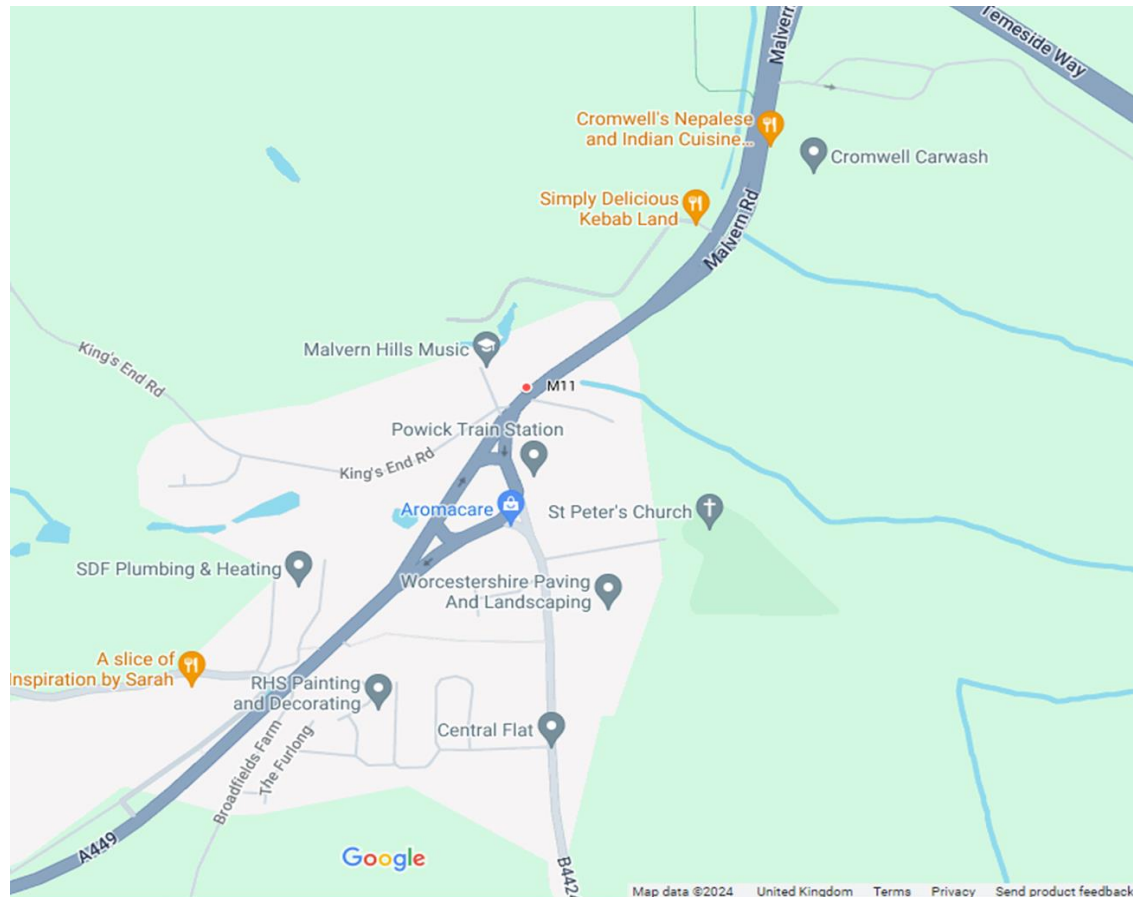 Malvern
Temeside Way
Cromwell's Nepalese
and Indian Cuisine...
Cromwell Carwash
Simply Delicious
Kebab Land
Malvern Rd
Malvern Hills Music
King's End Rd
M11
Powick Train Station
King's End Rd
Aromacare
St Peter's Church
SDF Plumbing & Heating
Worcestershire Paving
And Landscaping
A slice of
Inspiration by Sarah
RHS Painting
and Decorating
Central Flat
Broadfields Farm
The Furlong
A449
Google
B4424
Map data ©2024 United Kingdom Terms Privacy Send product feedback